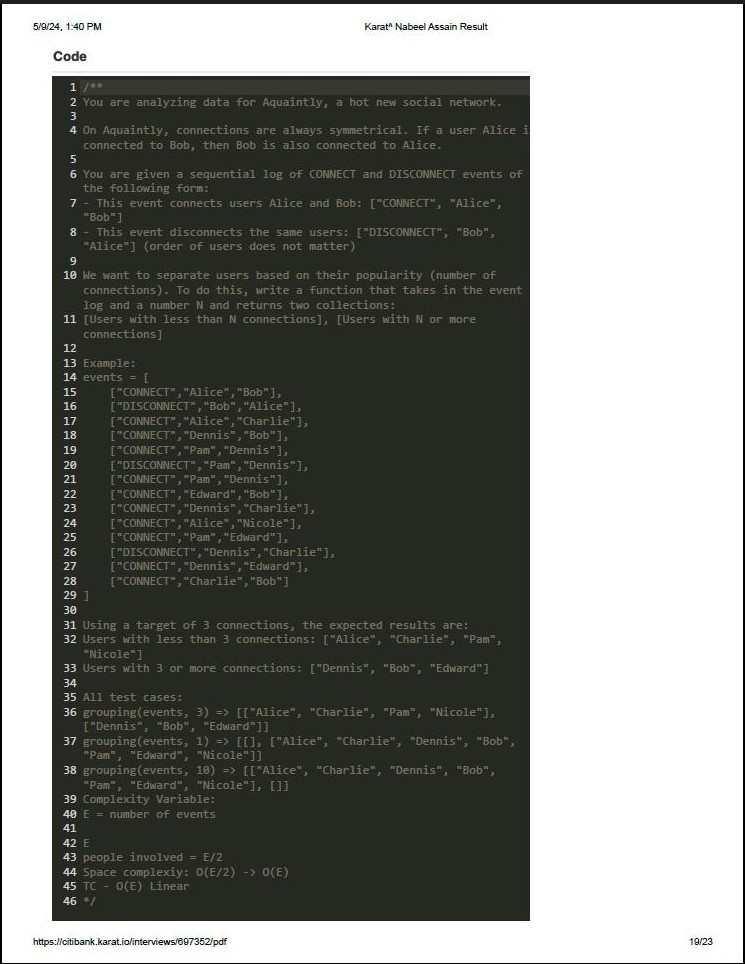 5/9/24, 1:40 PM
Karat^ Nabeel Assain Result
Code
1 /**
2 You are analyzing data for Aquaintly, a hot new social network.
3
4 On Aquaintly, connections are always symmetrical. If a user Alice i
connected to Bob, then Bob is also connected to Alice.
5
6 You are given a sequential log of CONNECT and DISCONNECT events of
the following form:
7 - This event connects users Alice and Bob: ["CONNECT", "Alice",
"Bob"]
8 - This event disconnects the same users: ["DISCONNECT", "Bob",
"Alice"] (order of users does not matter)
9
10 We want to separate users based on their popularity (number of
connections). To do this, write a function that takes in the event
log and a number N and returns two collections:
11 [Users with less than N connections], [Users with N or more
connections]
12
13 Example:
14 events = [
15 ["CONNECT","Alice","Bob"],
16 ["DISCONNECT","Bob","Alice"],
17 ["CONNECT","Alice","Charlie"],
18 ["CONNECT","Dennis","Bob"],
19 ["CONNECT","Pam","Dennis"],
20 ["DISCONNECT","Pam","Dennis"],
21 ["CONNECT","Pam","Dennis"],
22 ["CONNECT","Edward","Bob"],
23 ["CONNECT","Dennis","Charlie"],
24 ["CONNECT","Alice","Nicole"],
25 ["CONNECT","Pam","Edward"],
26 ["DISCONNECT","Dennis","Charlie"],
27 ["CONNECT","Dennis","Edward"],
28 ["CONNECT","Charlie","Bob"]
29 ]
30
31 Using a target of 3 connections, the expected results are:
32 Users with less than 3 connections: ["Alice", "Charlie", "Pam",
"Nicole"]
33 Users with 3 or more connections: ["Dennis", "Bob", "Edward"]
34
35 All test cases:
36 grouping(events, 3) => [["Alice", "Charlie", "Pam", "Nicole"],
["Dennis", "Bob", "Edward"]]
37 grouping(events, 1) => [[], ["Alice", "Charlie", "Dennis", "Bob",
"Pam", "Edward", "Nicole"]]
38 grouping(events, 10) => [["Alice", "Charlie", "Dennis", "Bob",
"Pam", "Edward", "Nicole"], []]
39 Complexity Variable:
40 E = number of events
41
42 E
43 people involved = E/2
44 Space complexiy: O(E/2) -> O(E)
45 TC - O(E) Linear
46 */
https://citibank.karat.io/interviews/697352/pdf
19/23